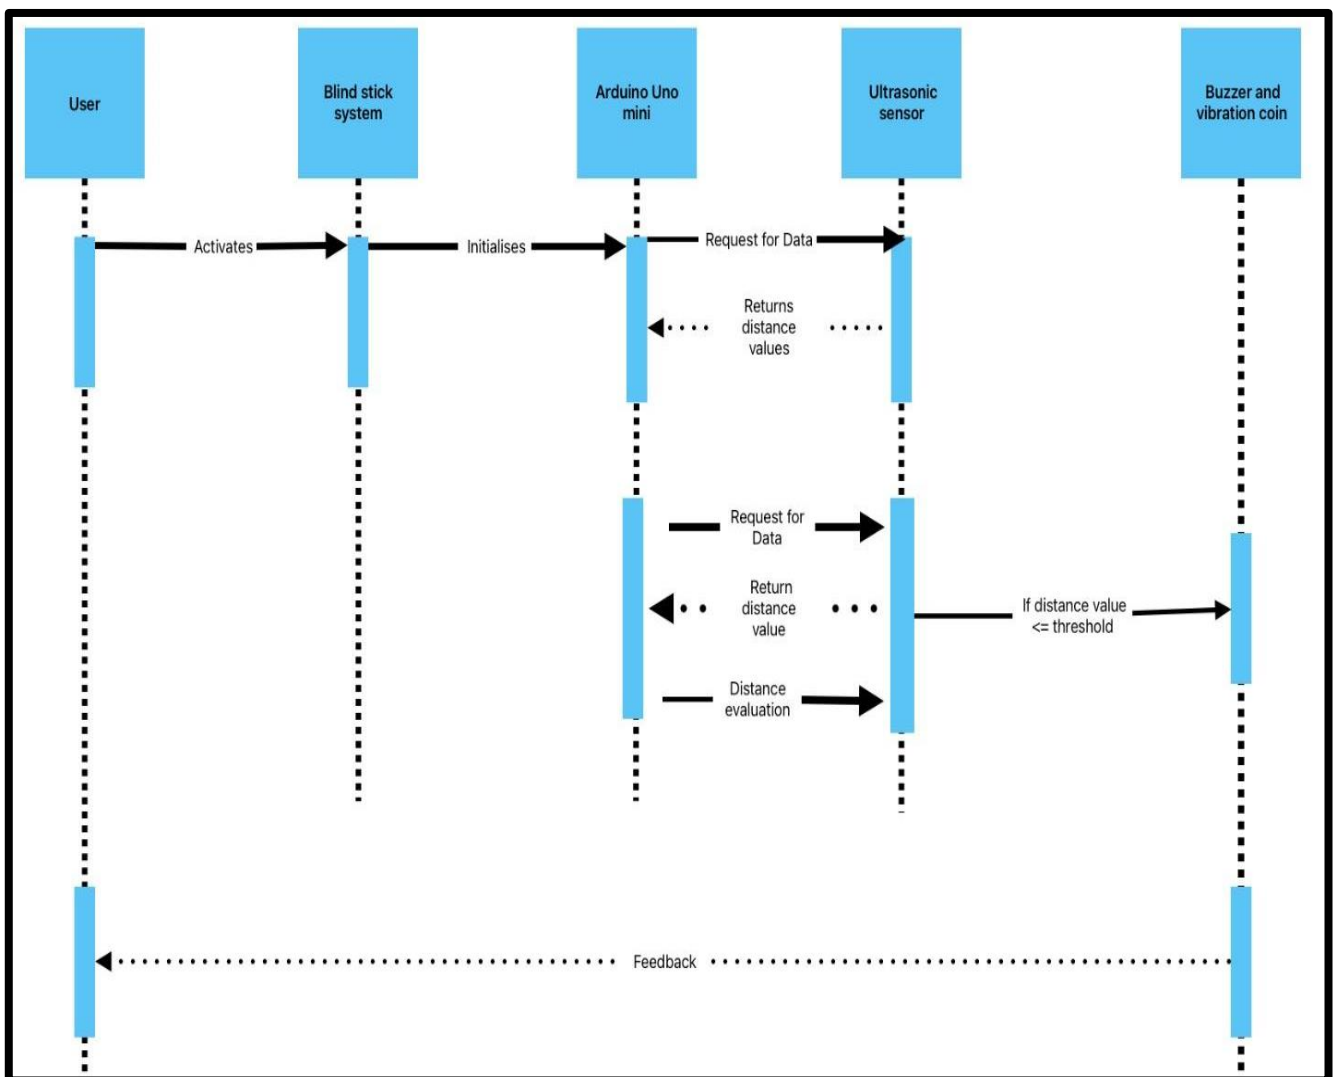 User
Blind stick
system
Arduino Uno
mini
Ultrasonic
sensor
Buzzer and
vibration coin
Activates
Initialises
Request for Data
Returns
distance
values
Request for
Data
Return
distance
value
If distance value
<= threshold
Distance
evaluation
Feedback